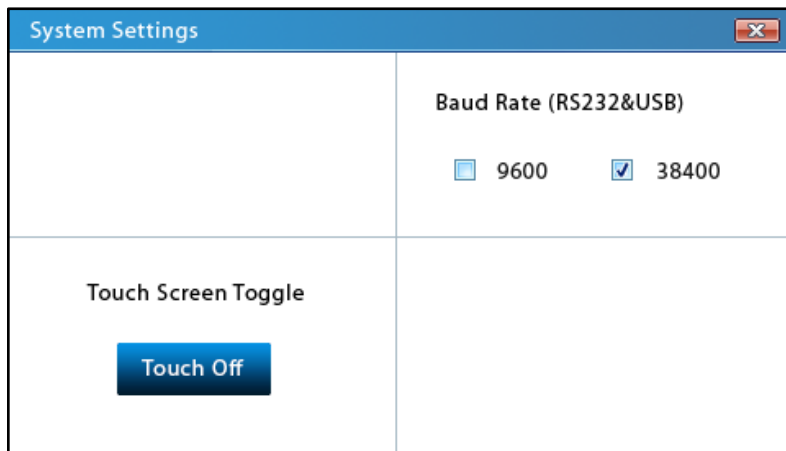 System Settings
Baud Rate (RS232&USB)
9600 38400
Touch Screen Toggle
Touch Off